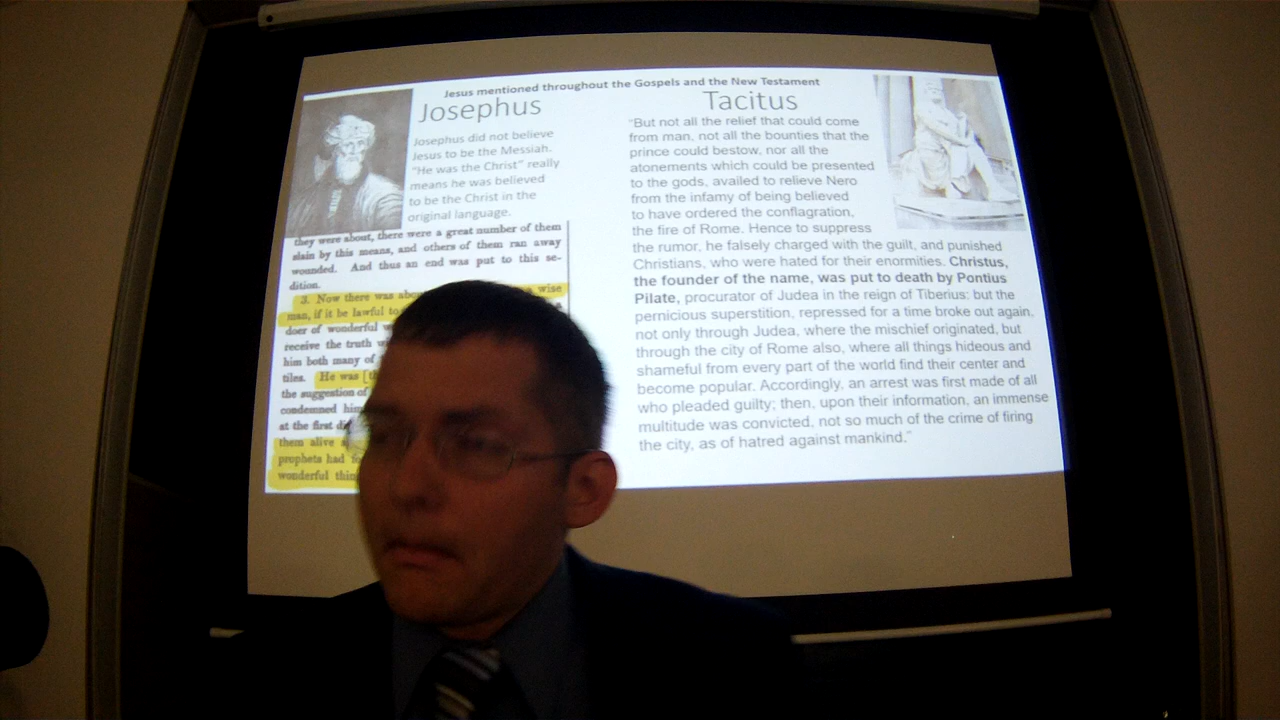 Jesus mentioned throughout the Gospels and the New Testament
Josephus
Josephus did not believe
Jesus to be the Messiah.
"He was the Christ" really
means he was believed
to be the Christ in the
original language.
they were about, there were a great number of them
slain by this means, and others of them ran away
wounded. And thus an end was put to this se-
dition.
3. Now there was about wise
man, if it be lawful to
doer of wonderful
receive the truth
him both many of
tiles. He was
the suggestion of
condemned him
at the first
them alive
prophets had
wonderful
Tacitus
"But not all the relief that could come
from man, not all the bounties that the
prince could bestow, nor all the
atonements which could be presented
to the gods, availed to relieve Nero
from the infamy of being believed
to have ordered the conflagration,
the fire of Rome. Hence to suppress
the rumor, he falsely charged with the guilt, and punished
Christians, who were hated for their enormities. Christus,
the founder of the name, was put to death by Pontius
Pilate, procurator of Judea in the reign of Tiberius: but the
pernicious superstition, repressed for a time broke out again,
not only through Judea, where the mischief originated, but
through the city of Rome also, where all things hideous and
shameful from every part of the world find their center and
become popular. Accordingly, an arrest was first made of all
who pleaded guilty; then, upon their information, an immense
multitude was convicted, not so much of the crime of firing
the city, as of hatred against mankind."